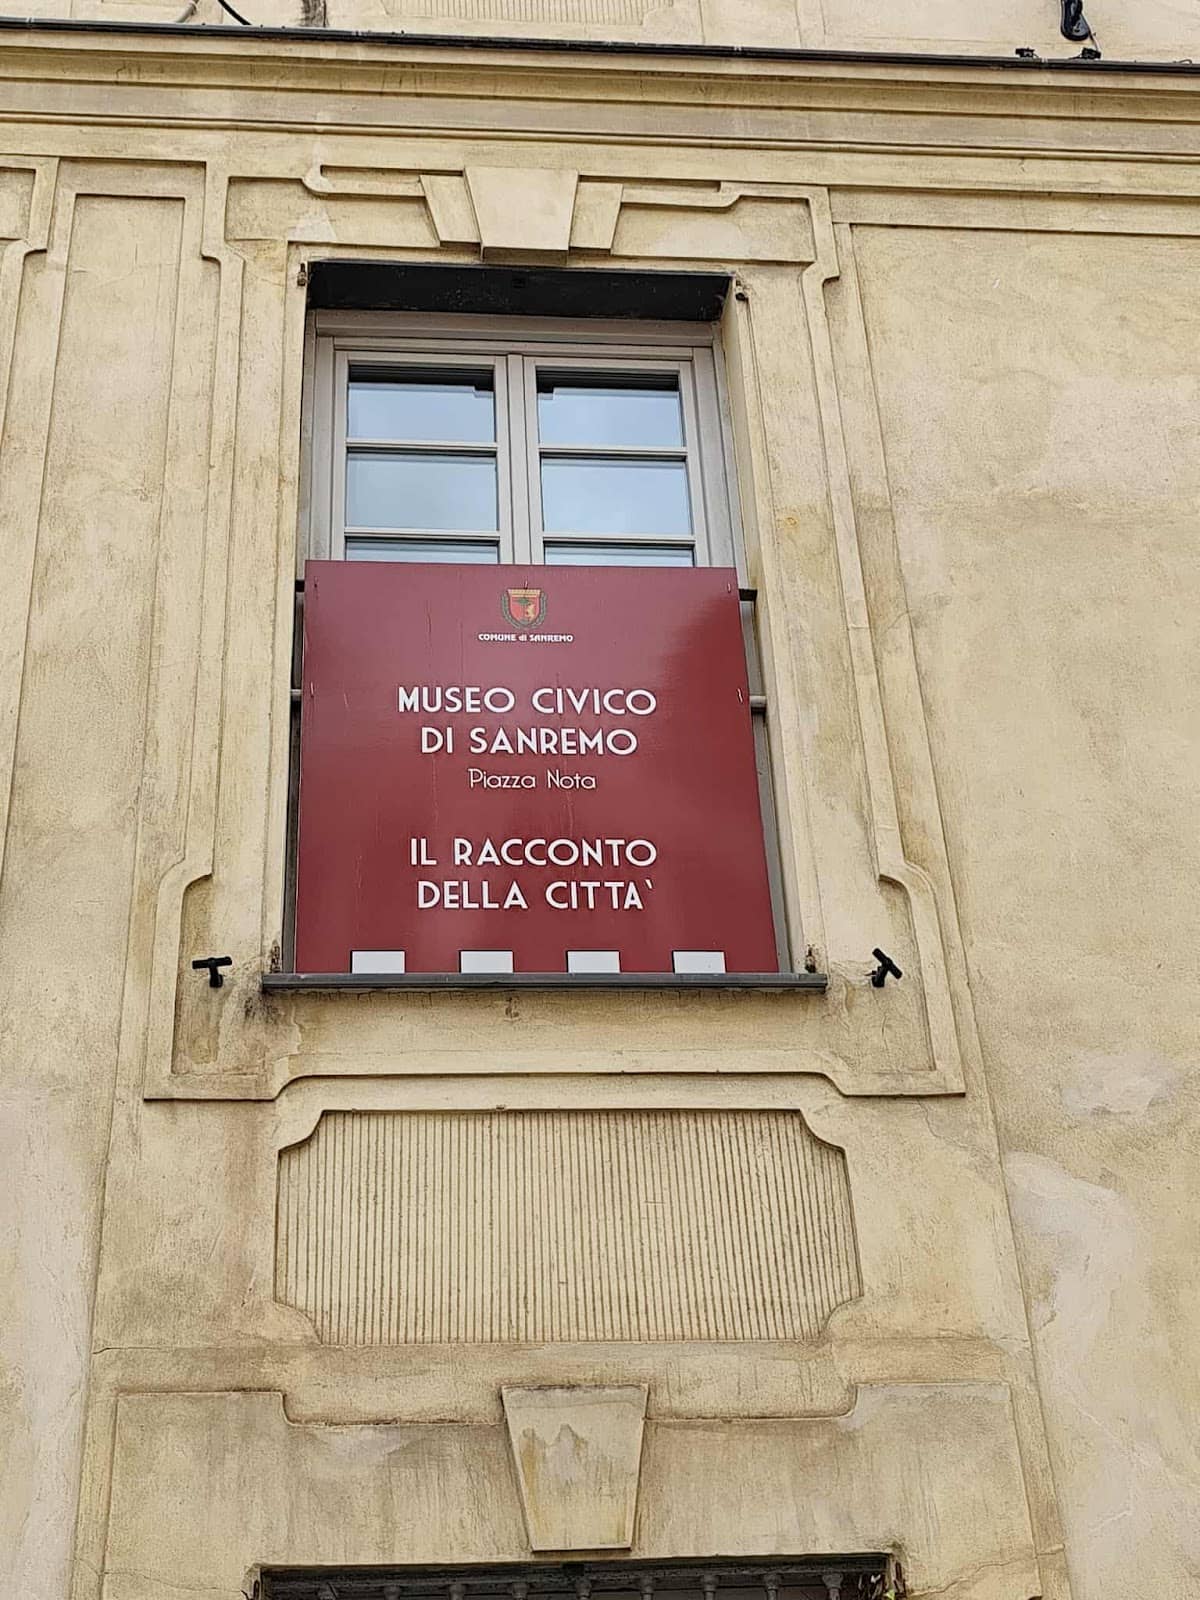 COMUNE di SANREMO
MUSEO CIVICO
DI SANREMO
Piazza Nota
IL RACCONTO
DELLA CITTA`